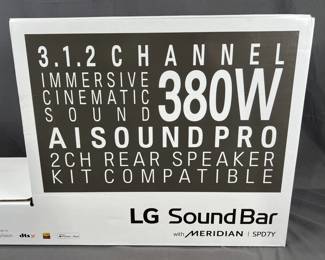 3.1.2 CHANNEL
IMMERSIVE
CINEMATIC
SOUND
380W
AI SOUND PRO
2CH REAR SPEAKER
KIT COMPATIBLE
LG Sound Bar
with MERIDIAN | SPD7Y
dts